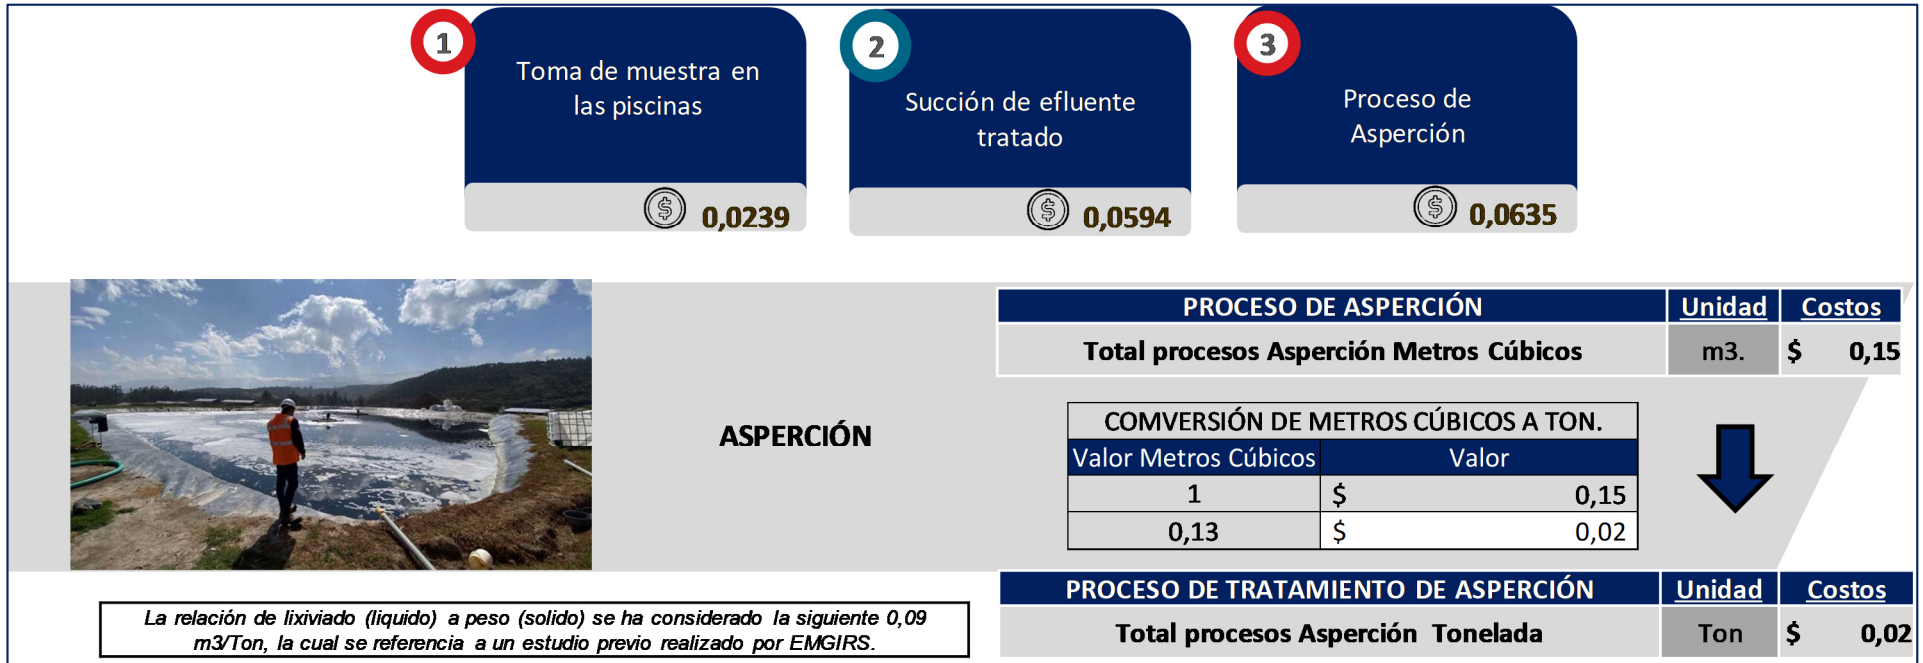 1
Toma de muestra en
las piscinas
$ 0,0239
2
Succión de efluente
tratado
$ 0,0594
3
Proceso de
Asperción
$ 0,0635
ASPERCIÓN
PROCESO DE ASPERCIÓN Unidad Costos
Total procesos Asperción Metros Cúbicos m3. $ 0,15
COMVERSIÓN DE METROS CÚBICOS A TON.
Valor Metros Cúbicos Valor
1 $ 0,15
0,13 $ 0,02
PROCESO DE TRATAMIENTO DE ASPERCIÓN Unidad Costos
Total procesos Asperción Tonelada Ton $ 0,02
La relación de lixiviado (liquido) a peso (solido) se ha considerado la siguiente 0,09
m3/Ton, la cual se referencia a un estudio previo realizado por EMGIRS.